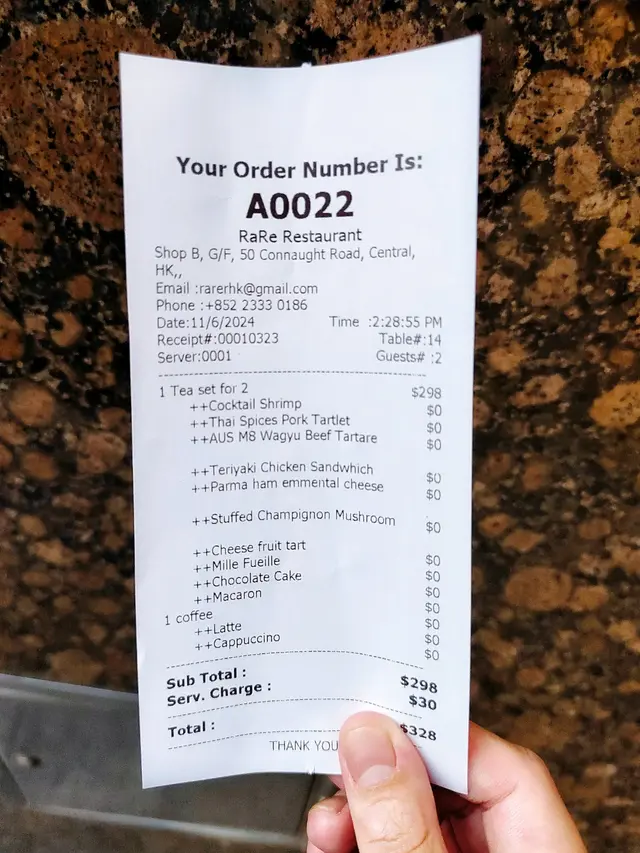 Your Order Number Is:
A0022
RaRe Restaurant
Shop B, G/F, 50 Connaught Road, Central,
HK,,
Email :rarerhk@gmail.com
Phone :+852 2333 0186
Date:11/6/2024 Time :2:28:55 PM
Receipt#:00010323 Table#:14
Server:0001 Guests# :2
1 Tea set for 2 $298
++Cocktail Shrimp $0
++Thai Spices Pork Tartlet $0
++AUS M8 Wagyu Beef Tartare $0
++Teriyaki Chicken Sandwhich $0
++Parma ham emmental cheese $0
++Stuffed Champignon Mushroom $0
++Cheese fruit tart $0
++Mille Fueille $0
++Chocolate Cake $0
++Macaron $0
1 coffee $0
++Latte $0
++Cappuccino $0
Sub Total : $298
Serv. Charge : $30
Total : $328
THANK YOU